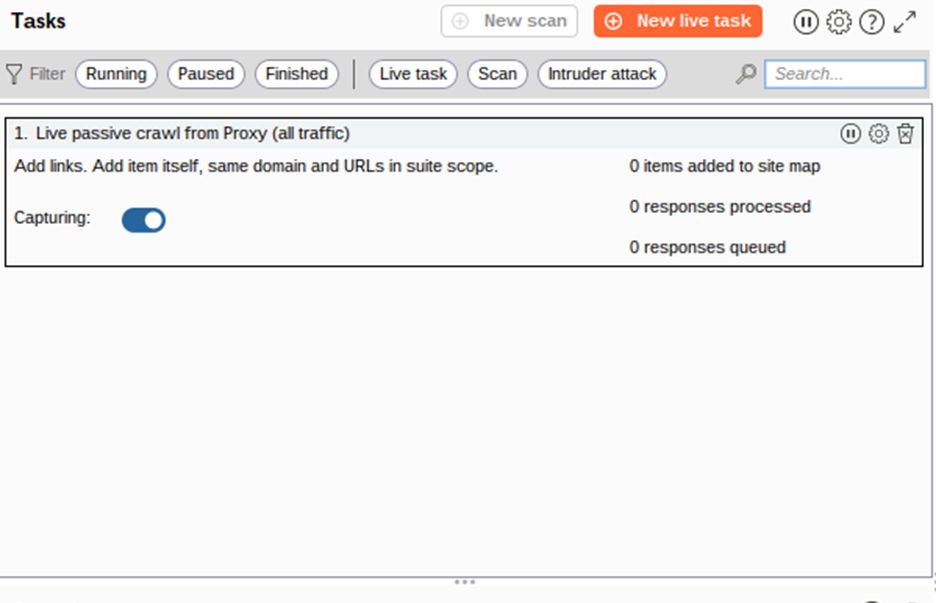 Tasks
New scan
New live task
Filter Running Paused Finished Live task Scan Intruder attack Search...
1. Live passive crawl from Proxy (all traffic)
Add links. Add item itself, same domain and URLs in suite scope.
0 items added to site map
0 responses processed
Capturing:
0 responses queued